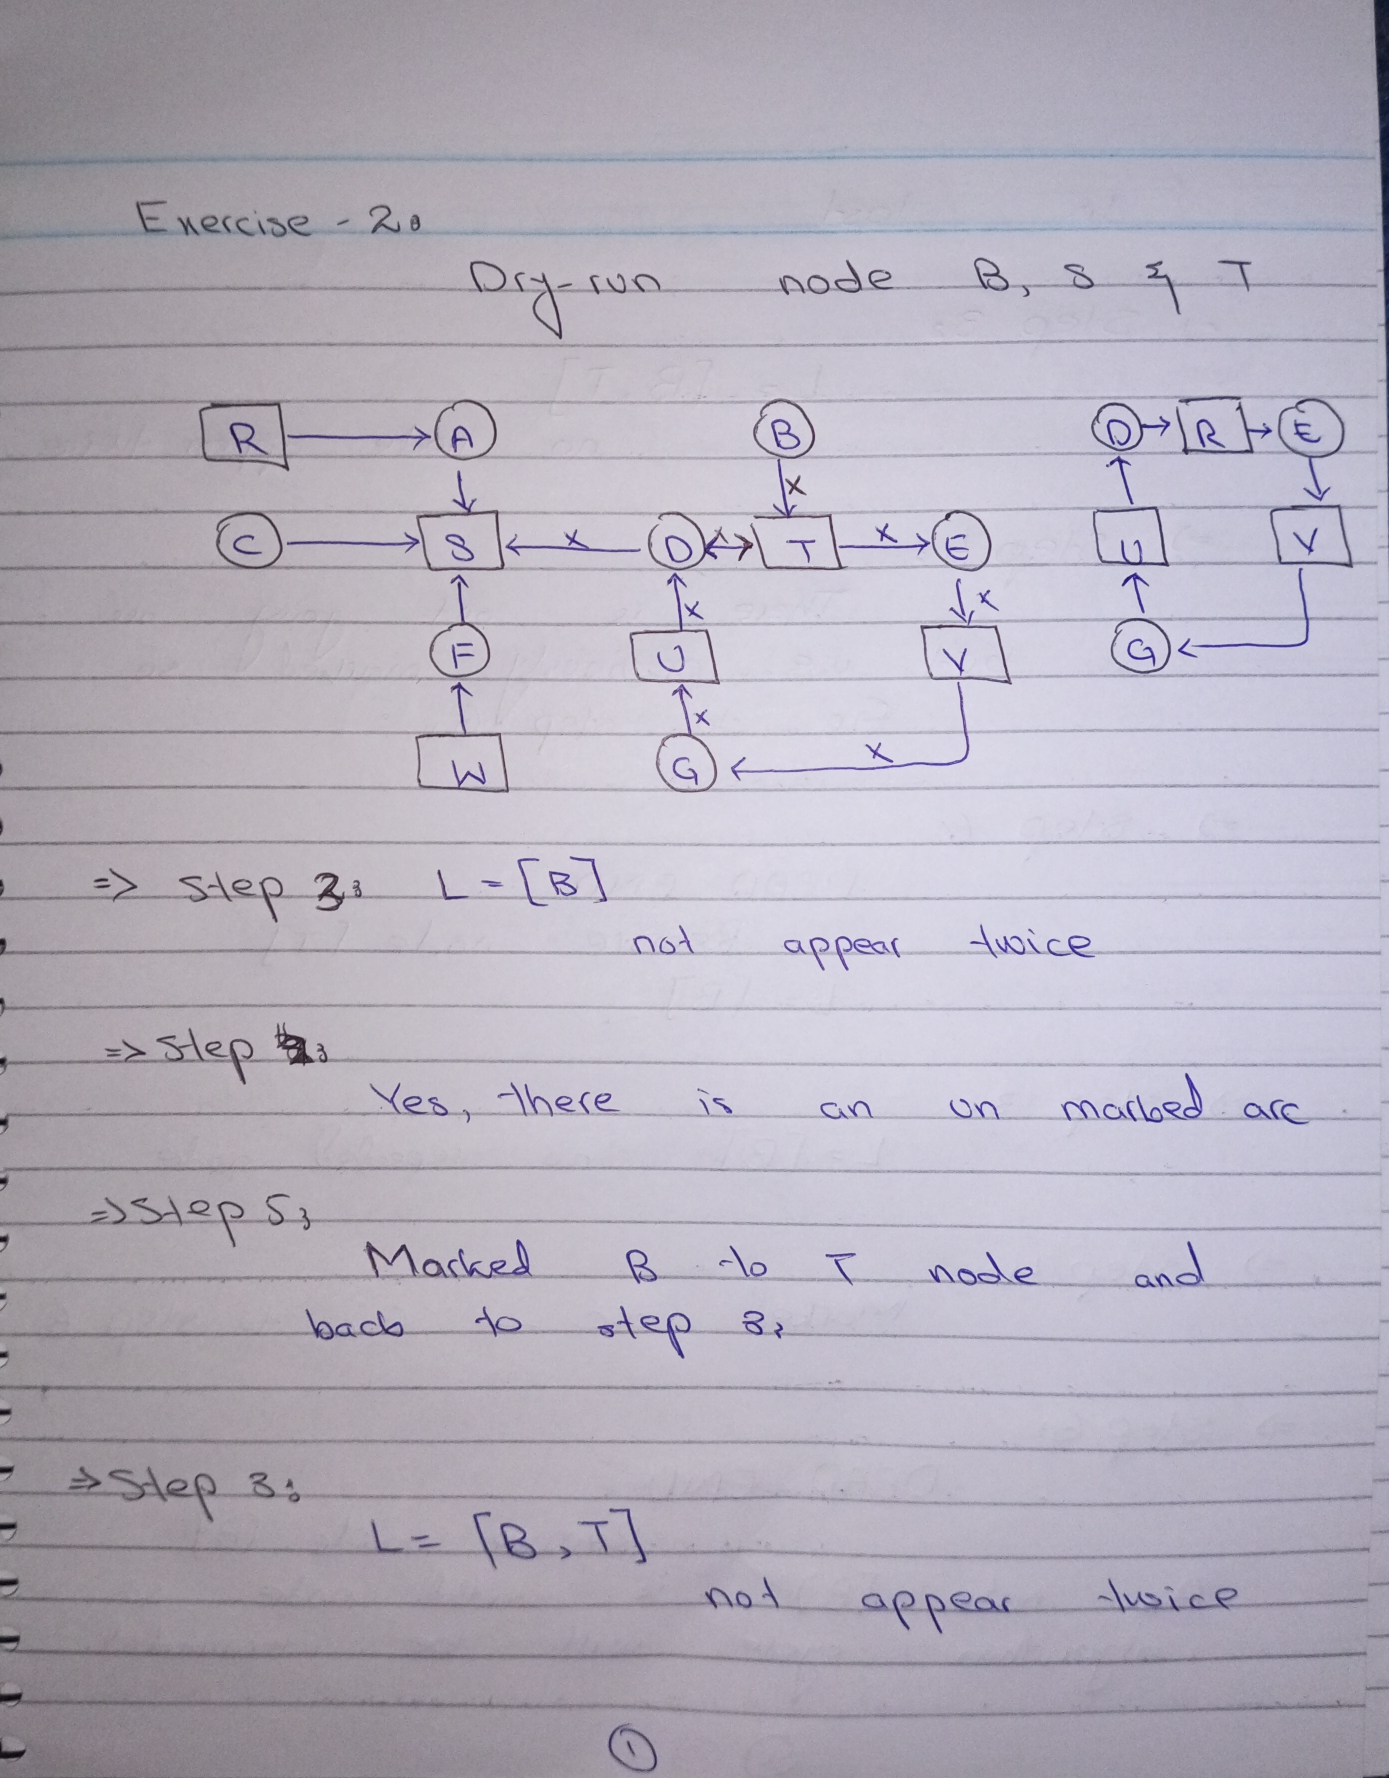 Exercise - 2:
Dry-run node B, S & T
R A B D R E
C S D T E U V
F U V G
W G
x x x x x x x
=> Step 3: L = [B]
not appear twice
=> Step :
Yes, there is an un marked arc
=> Step 5:
Marked B to T node and
back to step 3:
=> Step 3:
L = [B, T]
not appear twice
1